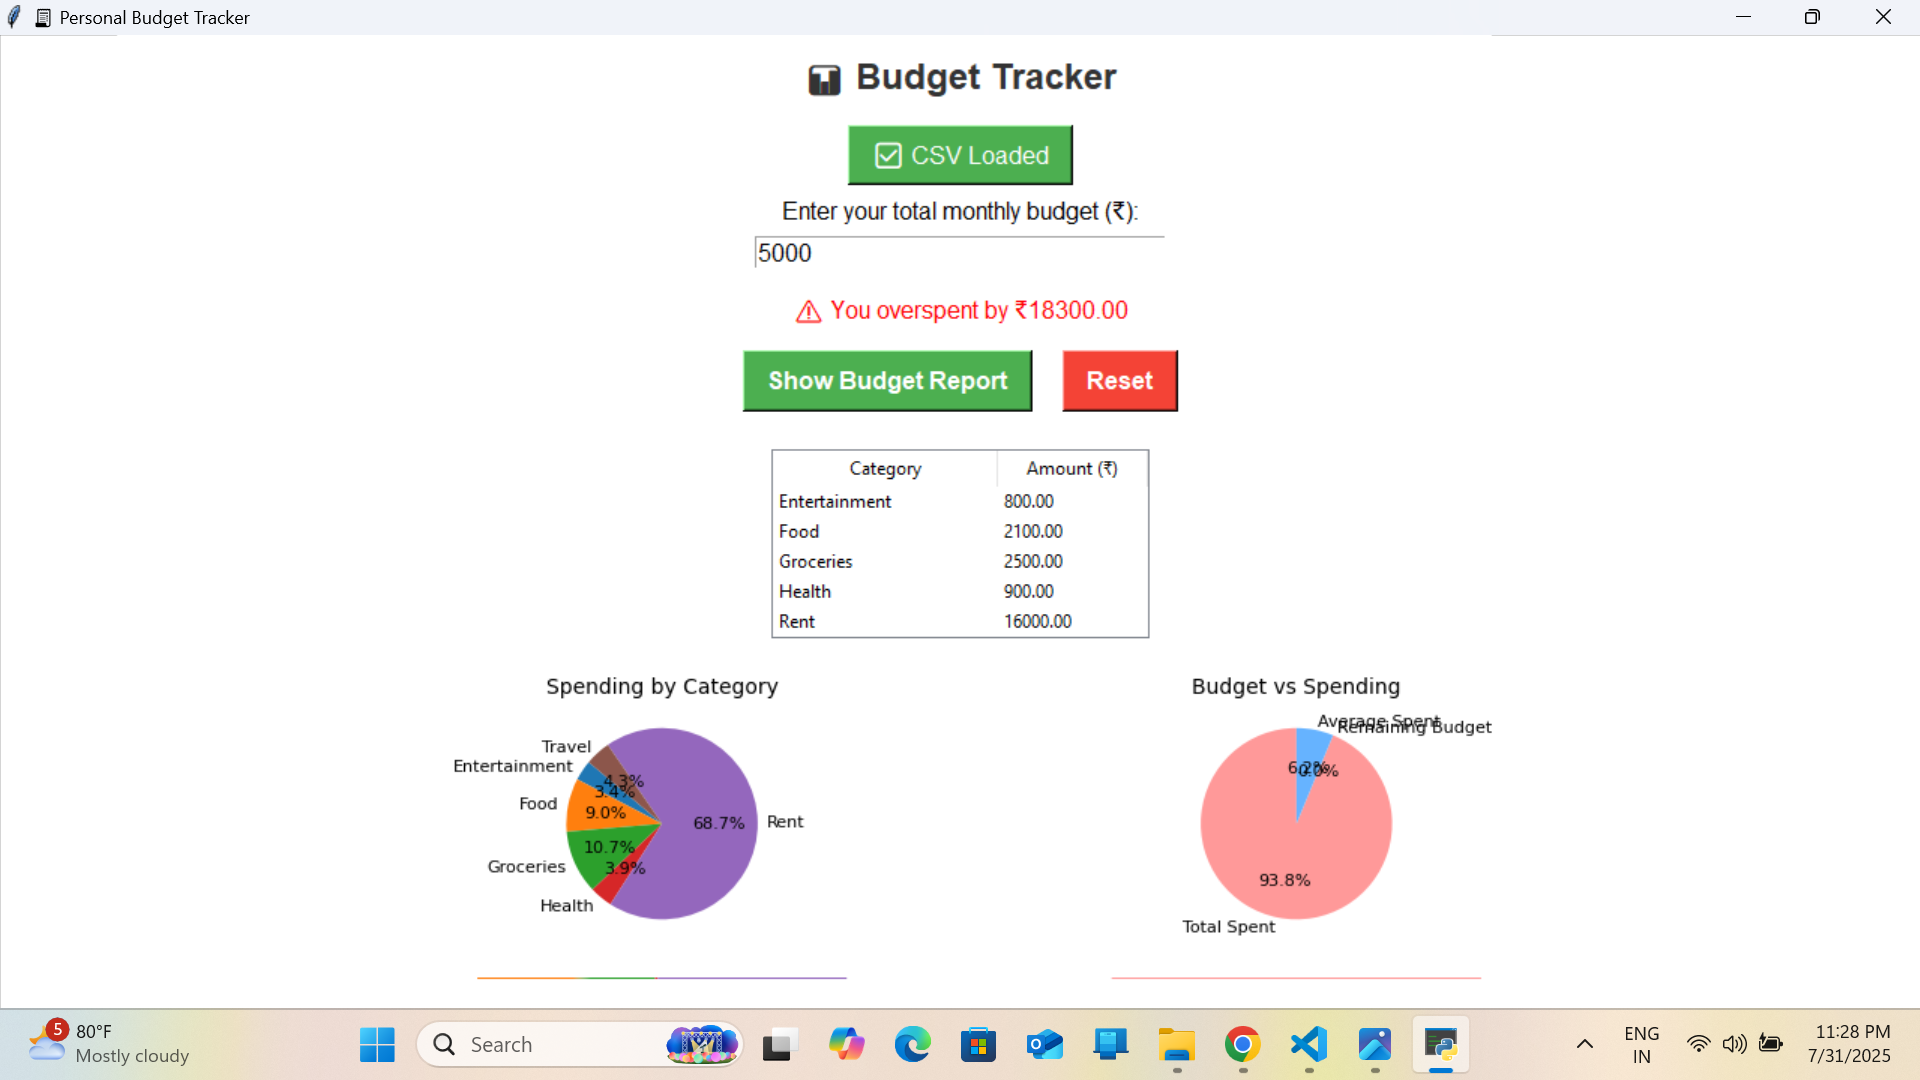 Personal Budget Tracker
Budget Tracker
CSV Loaded
Enter your total monthly budget (₹):
5000
⚠ You overspent by ₹18300.00
Show Budget Report
Reset
Category Amount (₹)
Entertainment 800.00
Food 2100.00
Groceries 2500.00
Health 900.00
Rent 16000.00
Spending by Category
Travel
Entertainment
Food
Groceries
Health
Rent
4.3%
3.4%
9.0%
10.7%
3.9%
68.7%
Budget vs Spending
Average Spent
Remaining Budget
6.2%
0.0%
93.8%
Total Spent
5
80°F
Mostly cloudy
Search
ENG
IN
11:28 PM
7/31/2025